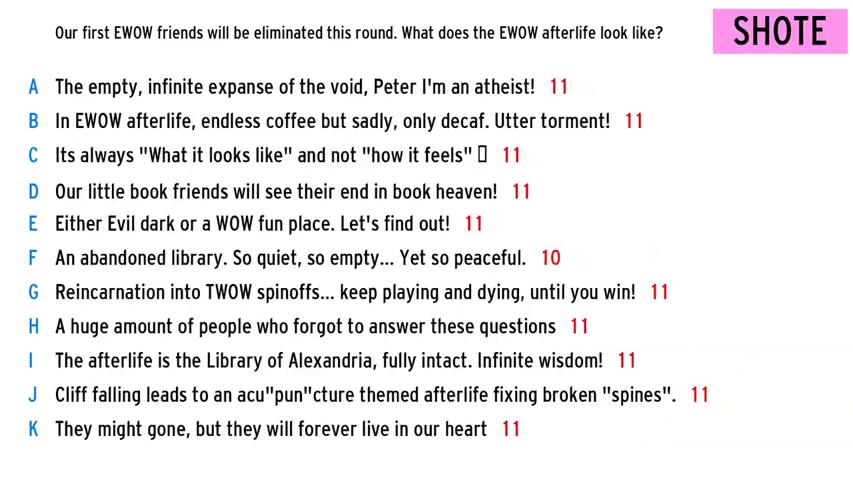 Our first EWOW friends will be eliminated this round. What does the EWOW afterlife look like?
SHOTE
A The empty, infinite expanse of the void, Peter I'm an atheist! 11
B In EWOW afterlife, endless coffee but sadly, only decaf. Utter torment! 11
C Its always "What it looks like" and not "how it feels" 11
D Our little book friends will see their end in book heaven! 11
E Either Evil dark or a WOW fun place. Let's find out! 11
F An abandoned library. So quiet, so empty... Yet so peaceful. 10
G Reincarnation into TWOW spinoffs... keep playing and dying, until you win! 11
H A huge amount of people who forgot to answer these questions 11
I The afterlife is the Library of Alexandria, fully intact. Infinite wisdom! 11
J Cliff falling leads to an acu"pun"cture themed afterlife fixing broken "spines". 11
K They might gone, but they will forever live in our heart 11